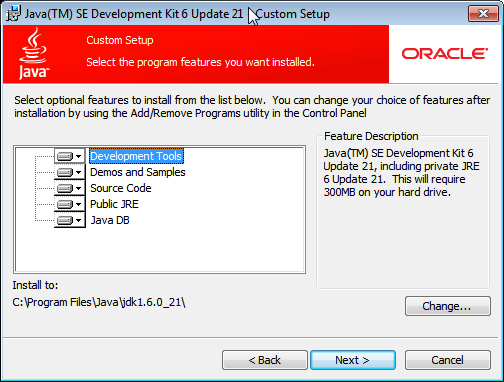 Java(TM) SE Development Kit 6 Update 21 - Custom Setup
Custom Setup
Select the program features you want installed.
Java
ORACLE
Select optional features to install from the list below. You can change your choice of features after
installation by using the Add/Remove Programs utility in the Control Panel
Development Tools
Demos and Samples
Source Code
Public JRE
Java DB
Feature Description
Java(TM) SE Development Kit 6
Update 21, including private JRE
6 Update 21. This will require
300MB on your hard drive.
Install to:
C:\Program Files\Java\jdk1.6.0_21\
Change...
< Back
Next >
Cancel